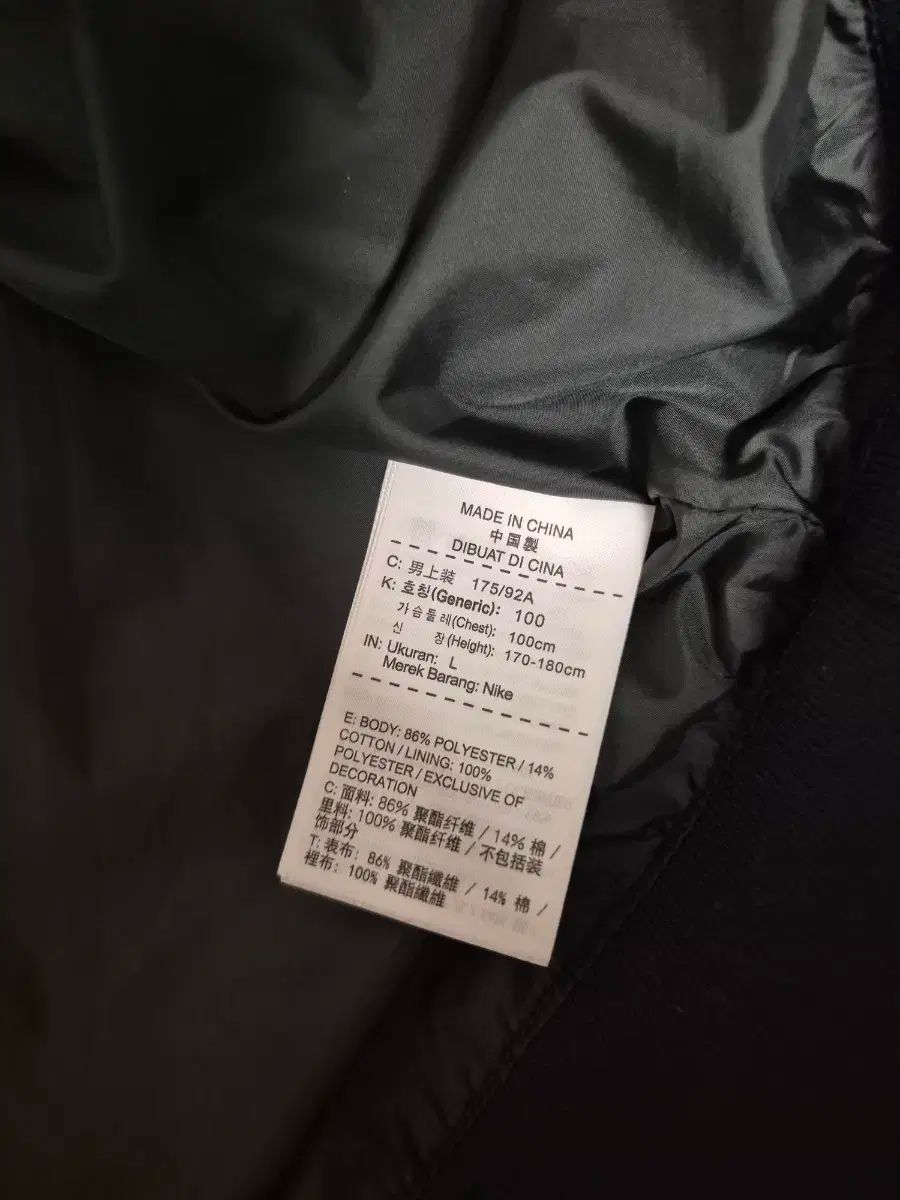 MADE IN CHINA
中国製
DIBUAT DI CINA
C: 男上装 175/92A
K: 호칭(Generic): 100
가슴둘레(Chest): 100cm
신 장(Height): 170-180cm
IN: Ukuran: L
Merek Barang: Nike
E: BODY: 86% POLYESTER / 14%
COTTON / LINING: 100%
POLYESTER / EXCLUSIVE OF
DECORATION
C: 面料: 86% 聚酯纤维 / 14% 棉 /
里料: 100% 聚酯纤维 / 不包括装
饰部分
T: 表布: 86% 聚酯纖維 / 14% 棉 /
裡布: 100% 聚酯纖維